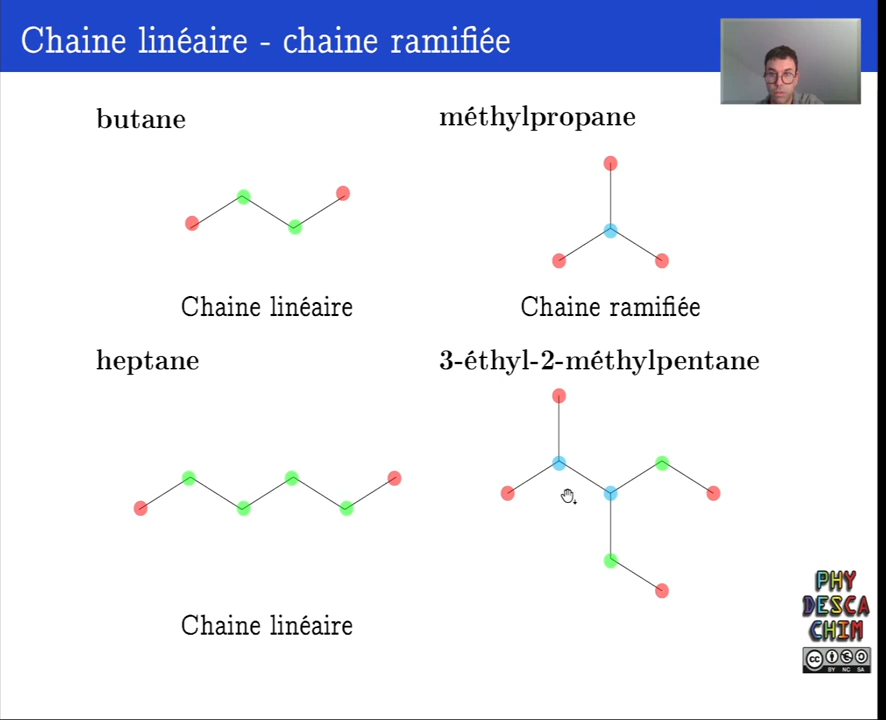 Chaine linéaire - chaine ramifiée
butane
méthylpropane
Chaine linéaire
Chaine ramifiée
heptane
3-éthyl-2-méthylpentane
Chaine linéaire
PHY
DESCA
CHIM
cc
BY NC SA